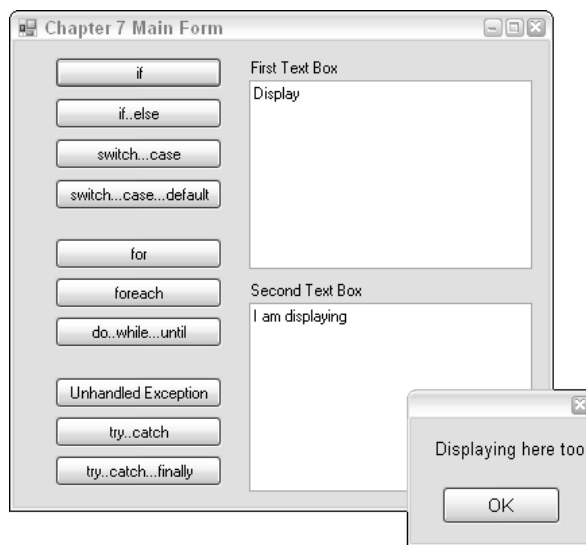 Chapter 7 Main Form
if
if..else
switch...case
switch...case...default
for
foreach
do..while...until
Unhandled Exception
try..catch
try..catch...finally
First Text Box
Display
Second Text Box
I am displaying
Displaying here too
OK